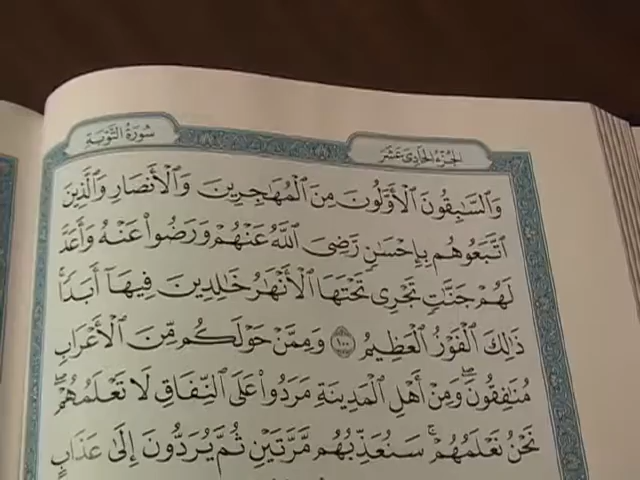 الجزء الحادي عشر
سورة التوبة
وَٱلسَّٰبِقُونَ ٱلْأَوَّلُونَ مِنَ ٱلْمُهَٰجِرِينَ وَٱلْأَنصَارِ وَٱلَّذِينَ
ٱتَّبَعُوهُم بِإِحْسَٰنٍ رَّضِىَ ٱللَّهُ عَنْهُمْ وَرَضُوا۟ عَنْهُ وَأَعَدَّ
لَهُمْ جَنَّٰتٍ تَجْرِى تَحْتَهَا ٱلْأَنْهَٰرُ خَٰلِدِينَ فِيهَآ أَبَدًا ۚ
ذَٰلِكَ ٱلْفَوْزُ ٱلْعَظِيمُ ١٠٠ وَمِمَّنْ حَوْلَكُم مِّنَ ٱلْأَعْرَابِ
مُنَٰفِقُونَ ۖ وَمِنْ أَهْلِ ٱلْمَدِينَةِ مَرَدُوا۟ عَلَى ٱلنِّفَاقِ لَا تَعْلَمُهُمْ ۖ
نَحْنُ نَعْلَمُهُمْ ۚ سَنُعَذِّبُهُم مَّرَّتَيْنِ ثُمَّ يُرَدُّونَ إِلَىٰ عَذَابٍ